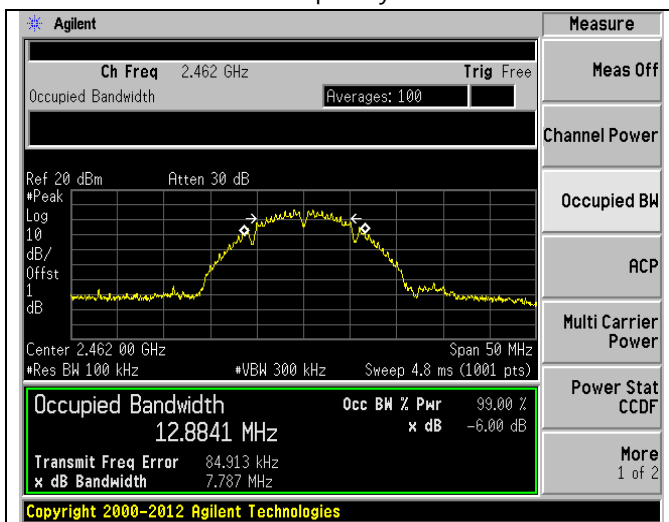 Agilent
Measure
Ch Freq 2.462 GHz Trig Free
Occupied Bandwidth Averages: 100
Meas Off
Channel Power
Ref 20 dBm Atten 30 dB
#Peak
Log
10
dB/
Offst
1
dB
Occupied BW
ACP
Multi Carrier
Power
Center 2.462 00 GHz Span 50 MHz
#Res BW 100 kHz #VBW 300 kHz Sweep 4.8 ms (1001 pts)
Power Stat
CCDF
Occupied Bandwidth Occ BW % Pwr 99.00 %
12.8841 MHz x dB -6.00 dB
Transmit Freq Error 84.913 kHz
x dB Bandwidth 7.787 MHz
More
1 of 2
Copyright 2000-2012 Agilent Technologies